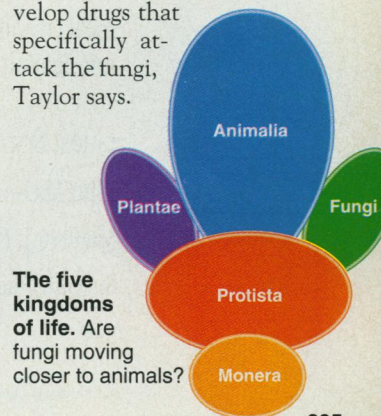 velop drugs that
specifically at-
tack the fungi,
Taylor says.
Animalia
Plantae
Fungi
Protista
The five
kingdoms
of life. Are
fungi moving
closer to animals?
Monera